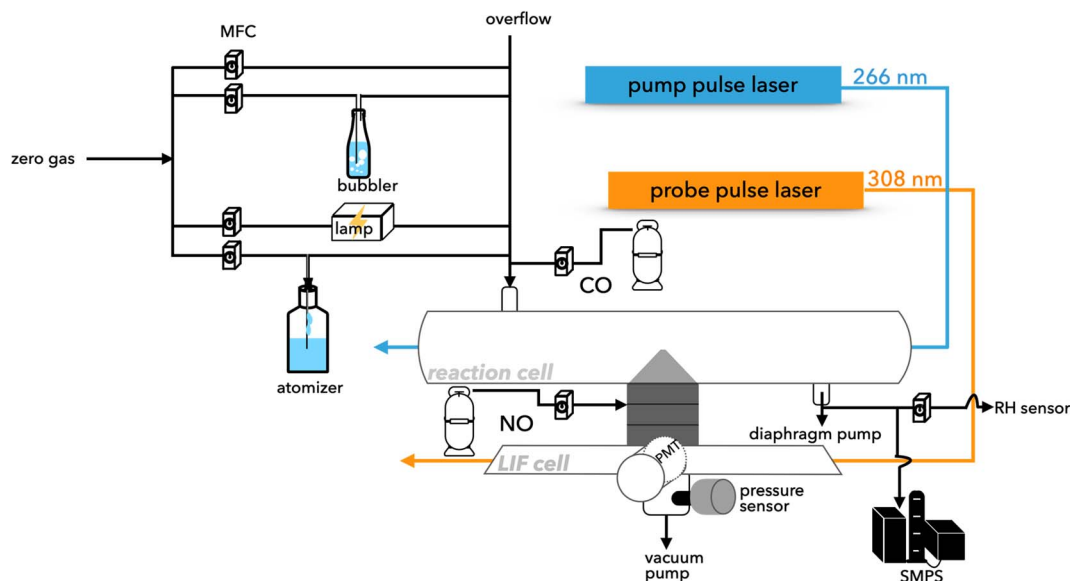 overflow
MFC
pump pulse laser
266 nm
zero gas
bubbler
probe pulse laser
308 nm
lamp
CO
atomizer
reaction cell
NO
RH sensor
diaphragm pump
PMT
LIF cell
pressure
sensor
vacuum
pump
SMPS